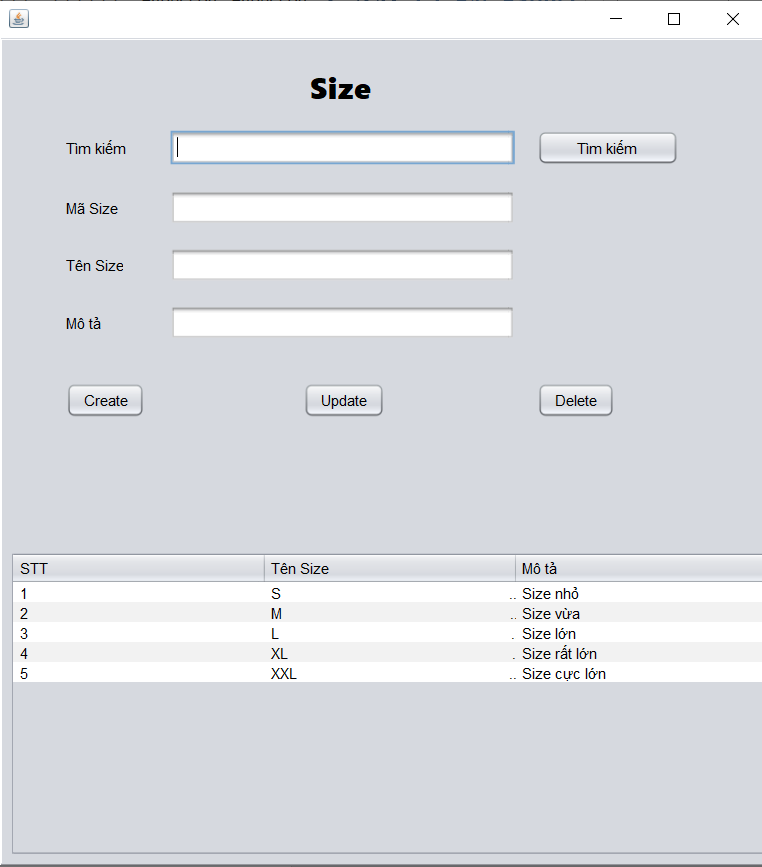 Size
Tìm kiếm Tìm kiếm
Mã Size
Tên Size
Mô tả
Create Update Delete
STT Tên Size Mô tả
1 S .. Size nhỏ
2 M .. Size vừa
3 L . Size lớn
4 XL . Size rất lớn
5 XXL .. Size cực lớn